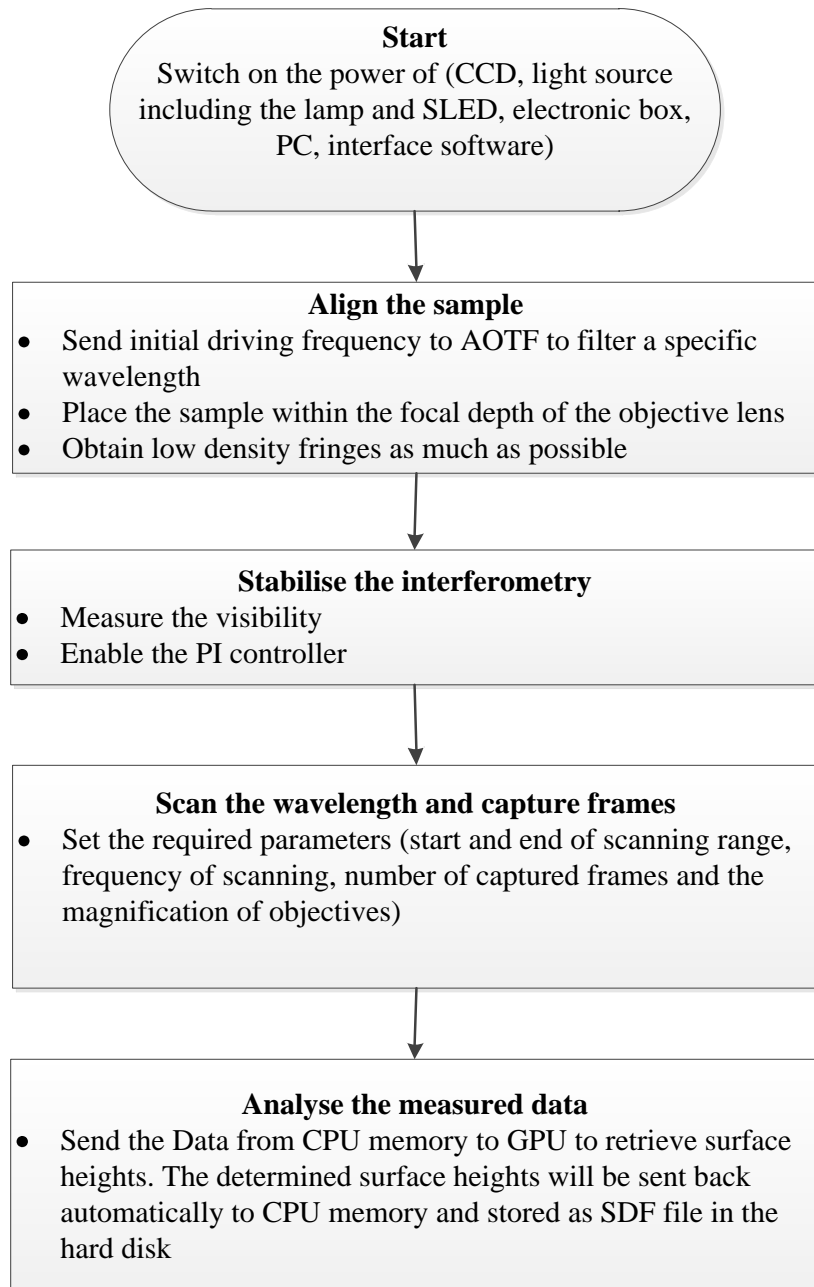 Start
Switch on the power of (CCD, light source
including the lamp and SLED, electronic box,
PC, interface software)
Align the sample
• Send initial driving frequency to AOTF to filter a specific
wavelength
• Place the sample within the focal depth of the objective lens
• Obtain low density fringes as much as possible
Stabilise the interferometry
• Measure the visibility
• Enable the PI controller
Scan the wavelength and capture frames
• Set the required parameters (start and end of scanning range,
frequency of scanning, number of captured frames and the
magnification of objectives)
Analyse the measured data
• Send the Data from CPU memory to GPU to retrieve surface
heights. The determined surface heights will be sent back
automatically to CPU memory and stored as SDF file in the
hard disk